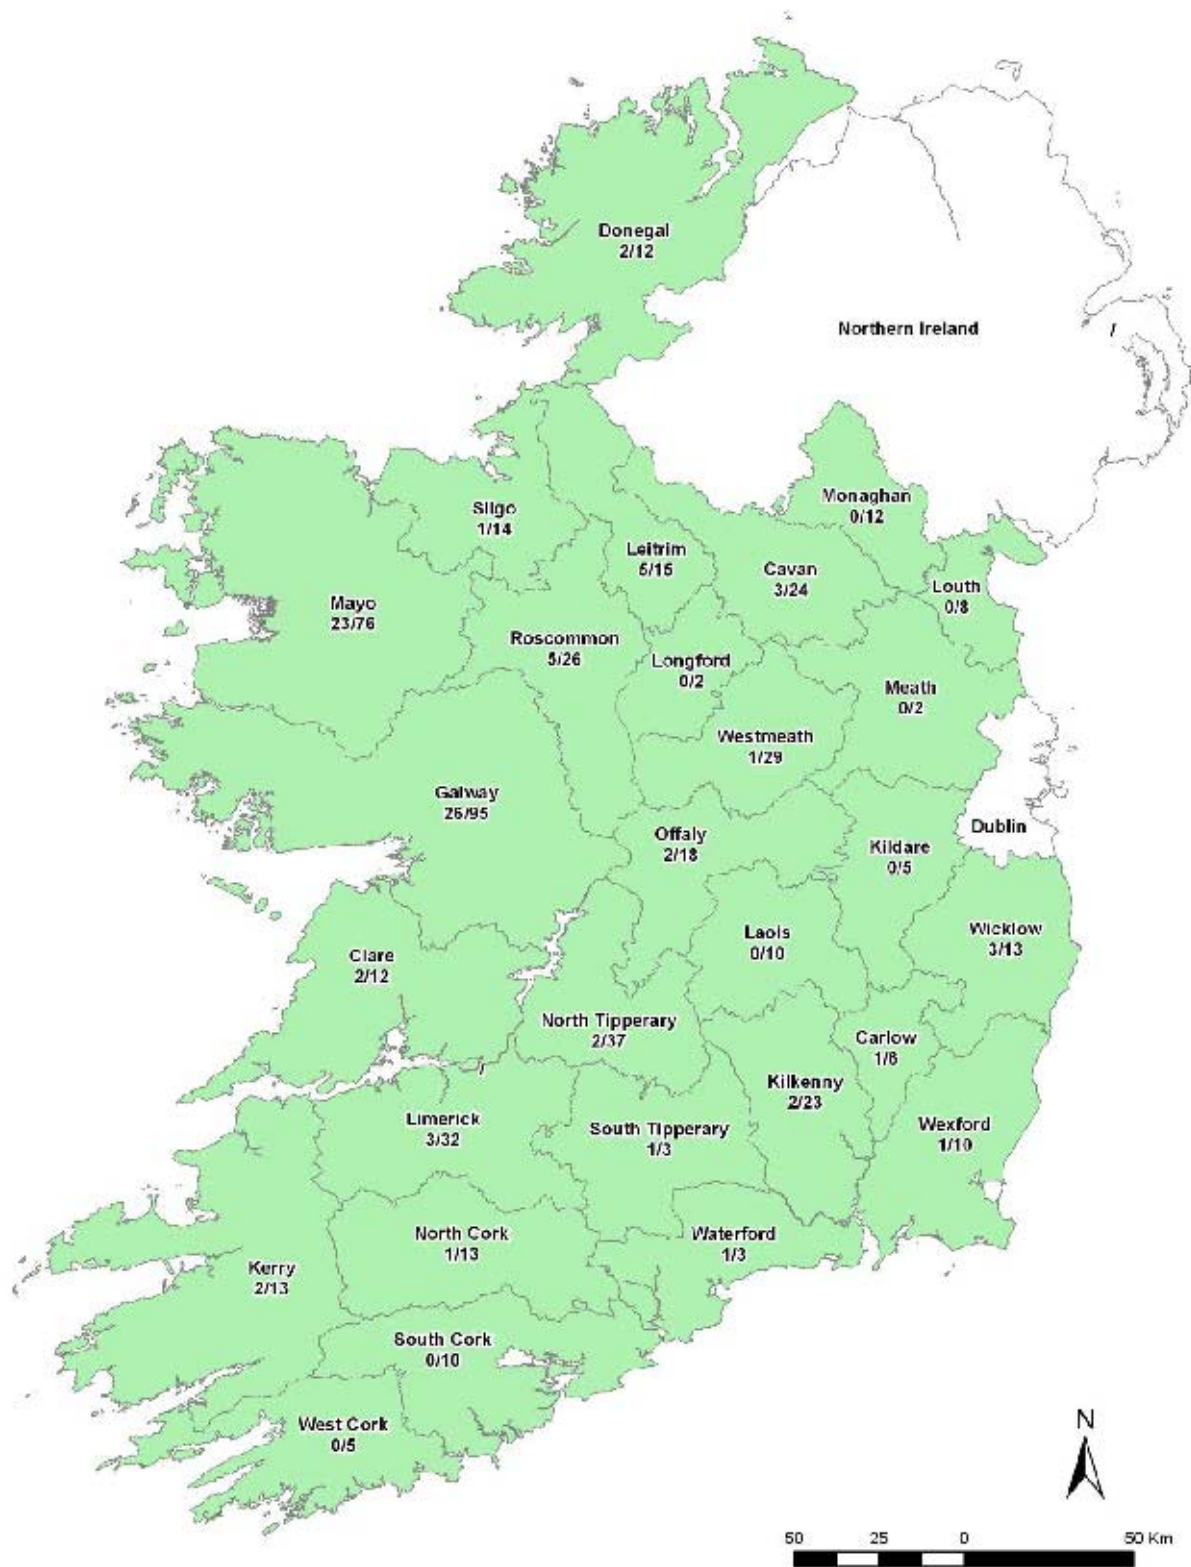 Donegal
2/12
Northern Ireland
/
Monaghan
0/12
Sligo
1/14
Leitrim
5/15
Cavan
3/24
Louth
0/8
Mayo
23/76
Roscommon
5/26
Longford
0/2
Meath
0/2
Westmeath
1/29
Galway
26/95
Offaly
2/18
Dublin
Kildare
0/5
Laois
0/10
Wicklow
3/13
Clare
2/12
North Tipperary
2/37
Carlow
1/6
/
Kilkenny
2/23
Limerick
3/32
South Tipperary
1/3
Wexford
1/10
North Cork
1/13
Waterford
1/3
Kerry
2/13
South Cork
0/10
West Cork
0/5
N
50 25 0 50 Km